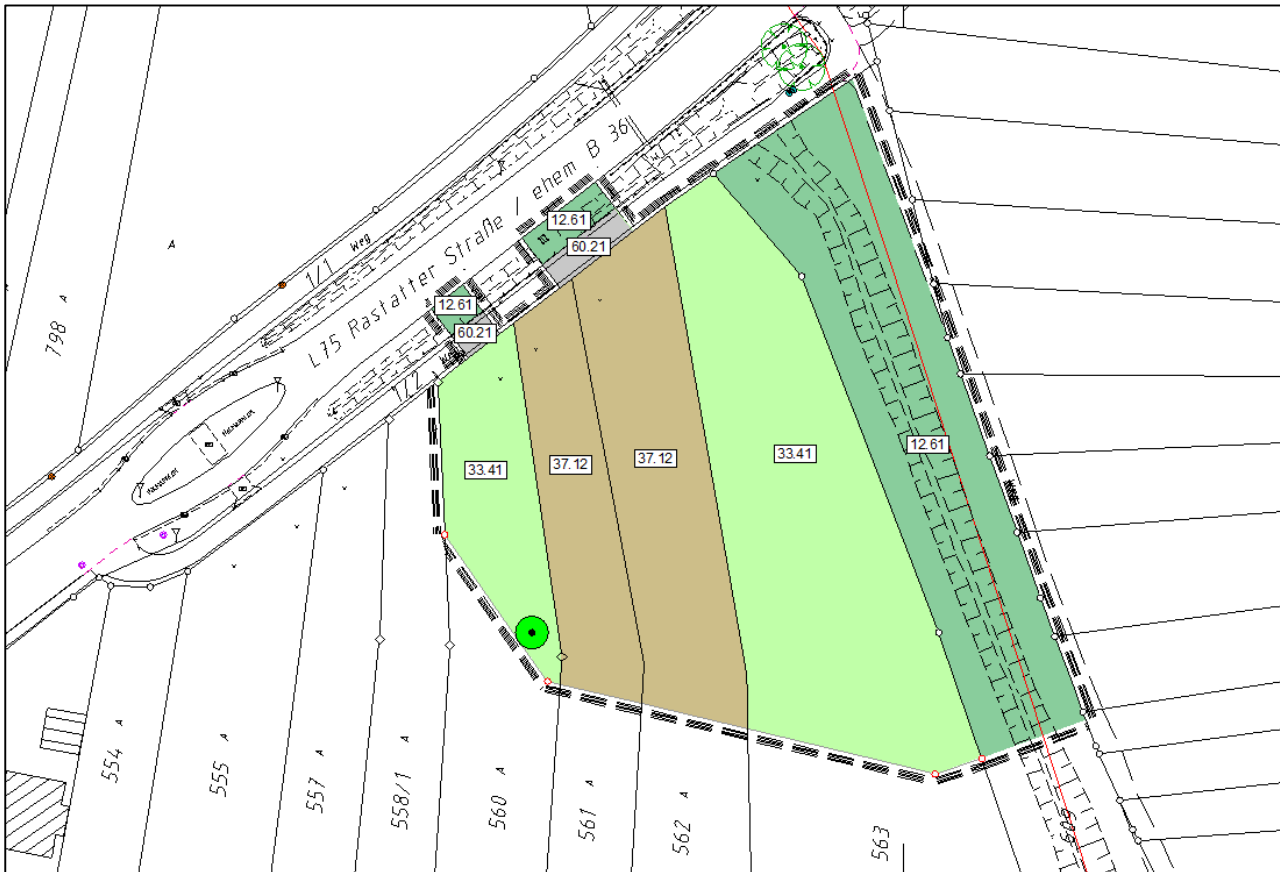 798 A
A
1/1 Weg
L75 Rastatter Straße / ehem B 36
1/2
12.61
60.21
12.61
60.21
33.41
37.12
37.12
33.41
12.61
554 A
555 A
557 A
558/1 A
560 A
561 A
562 A
563